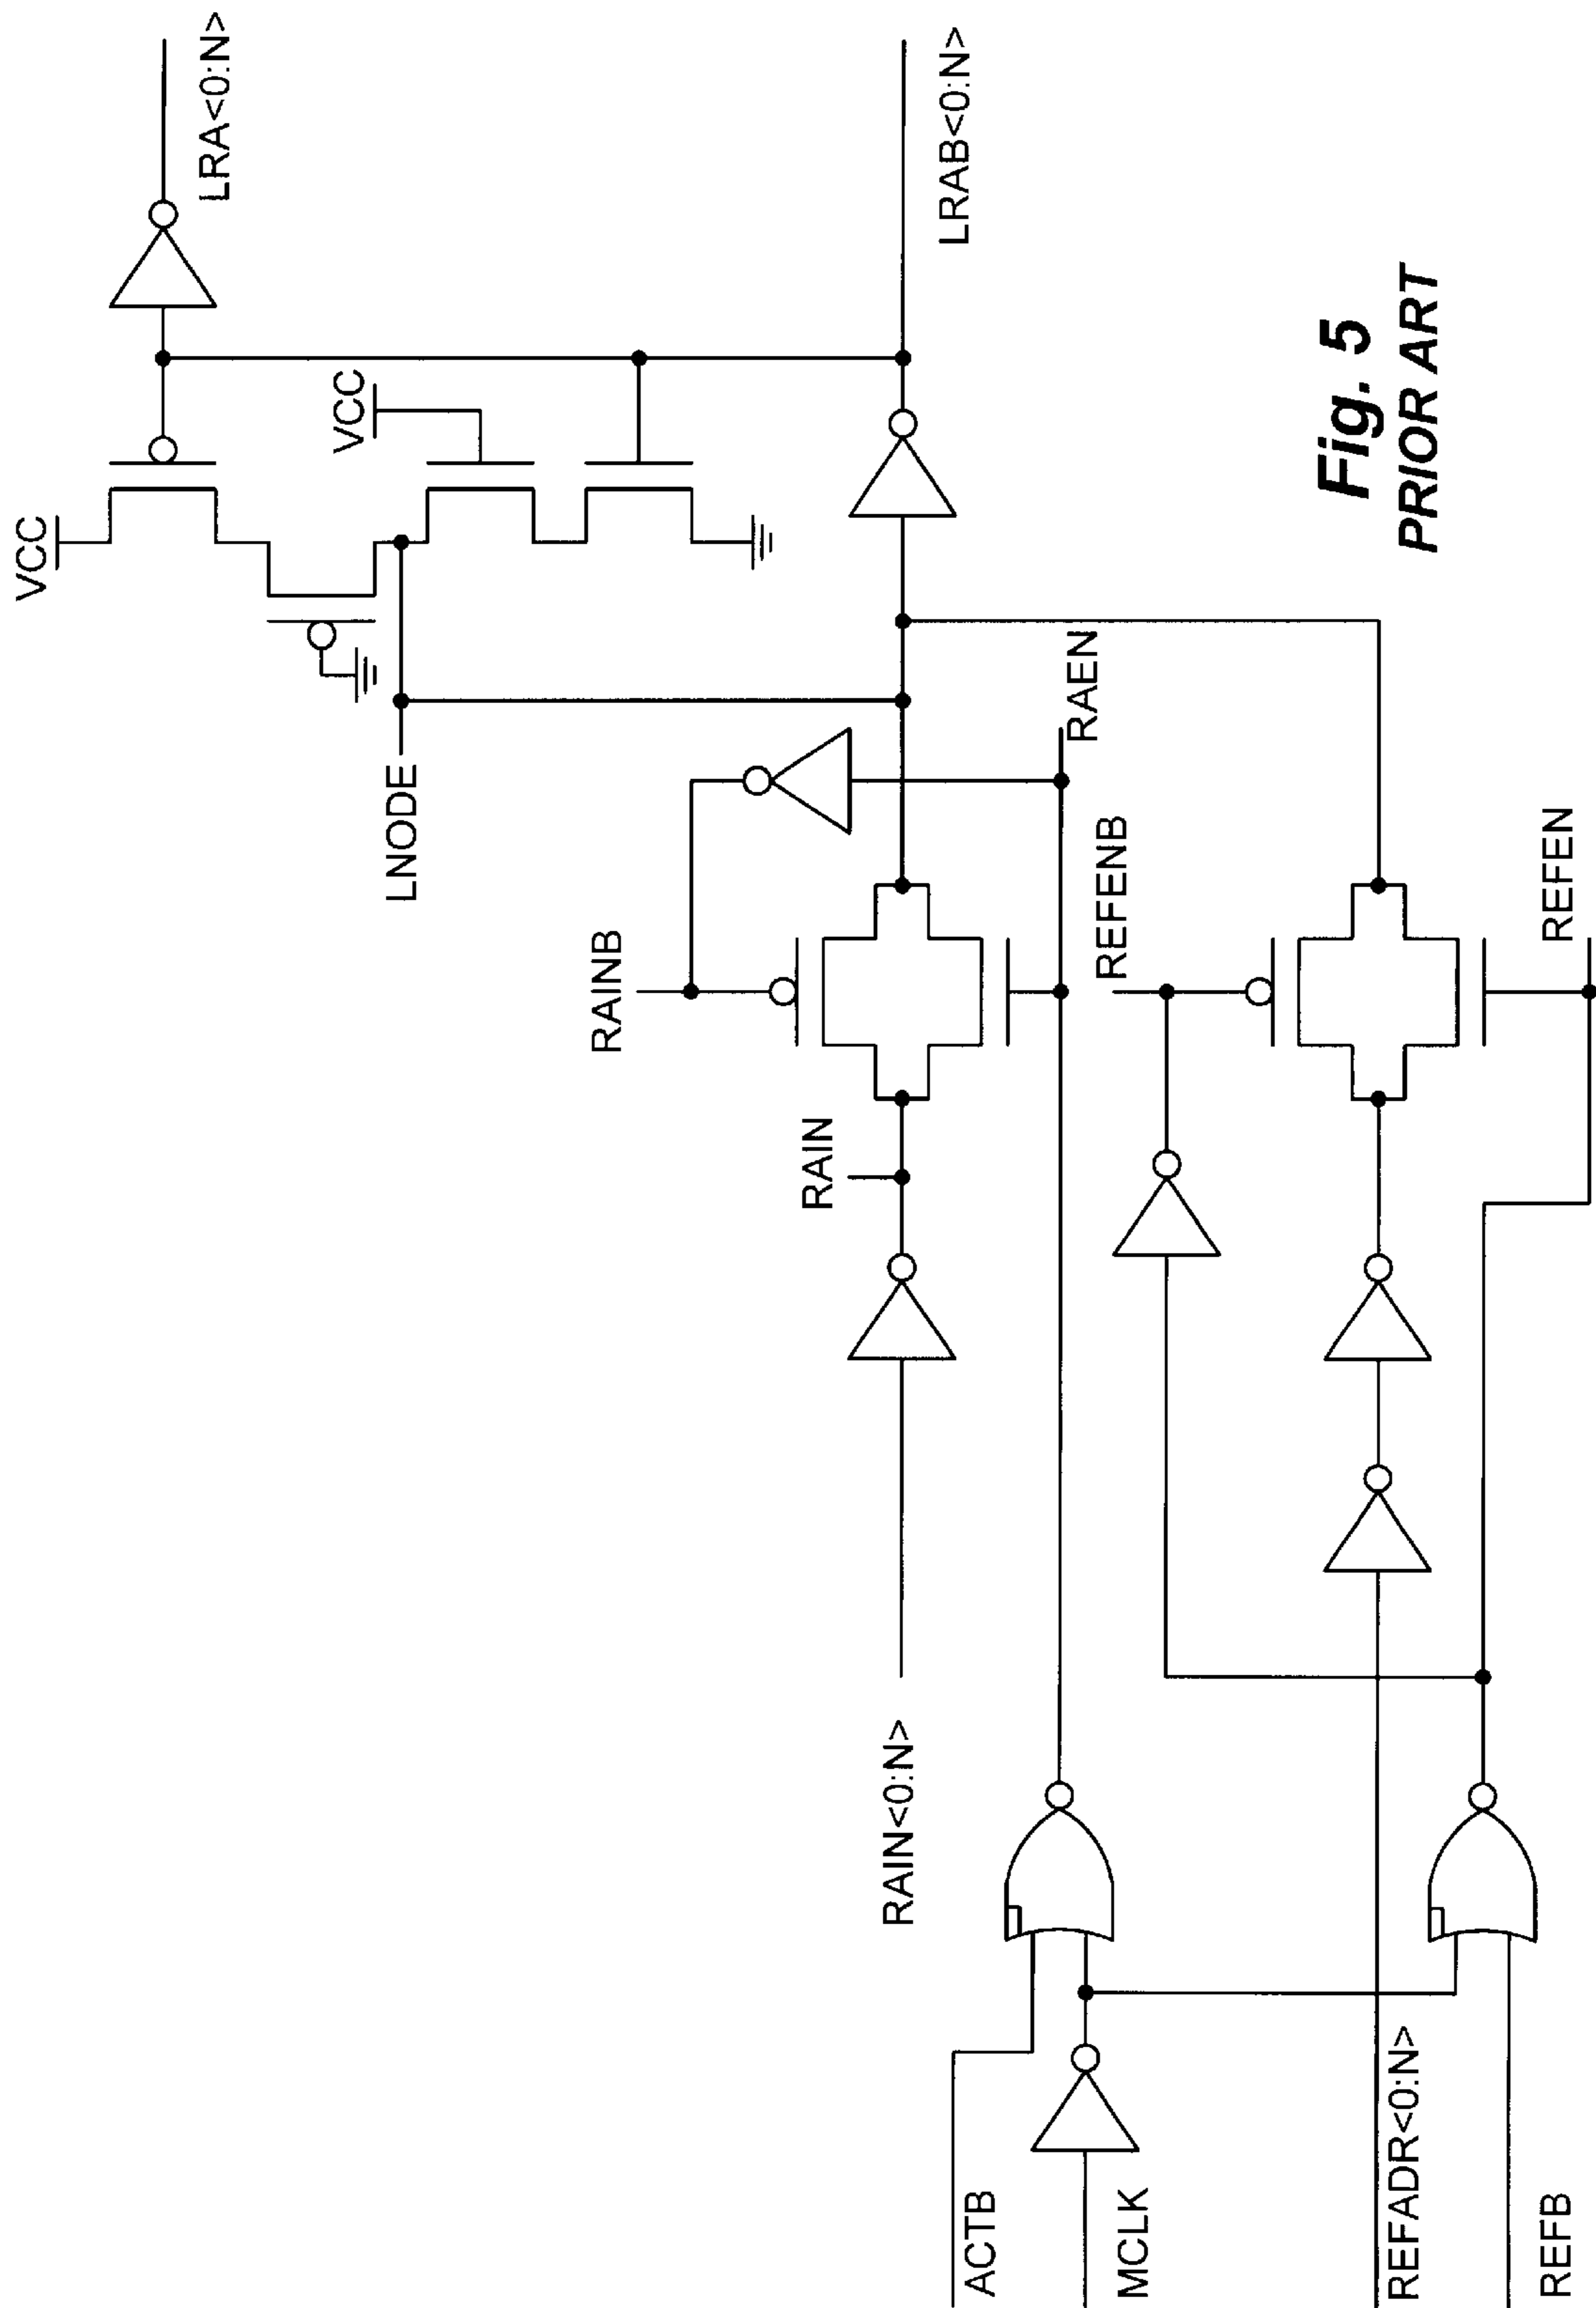 VCC
LRA<0:N>
VCC
LNODE
LRAB<0:N>
RAINB
RAIN
RAEN
REFENB
RAIN<0:N>
REFEN
ACTB
MCLK
REFADR<0:N>
REFB
Fig. 5
PRIOR ART